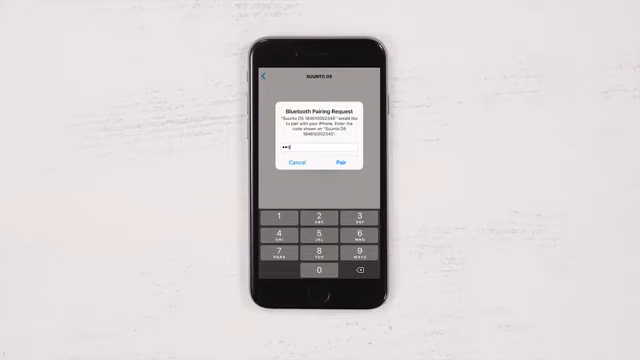 SUUNTO D5
Bluetooth Pairing Request
"Suunto D5 184610002345" would like
to pair with your iPhone. Enter the
code shown on "Suunto D5
184610002345".
Cancel Pair
1 2 3
ABC DEF
4 5 6
GHI JKL MNO
7 8 9
PQRS TUV WXYZ
0